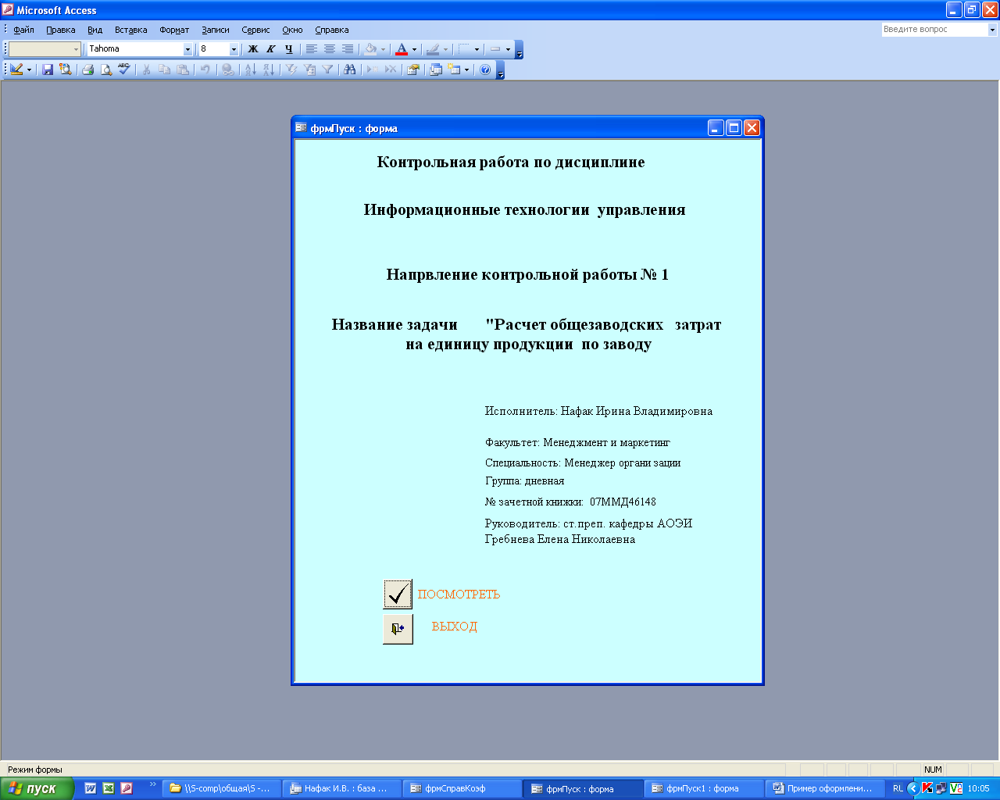 Microsoft Access
Файл Правка Вид Вставка Формат Записи Сервис Окно Справка
Введите вопрос
Tahoma 8 Ж К Ч A
ABC
фрмПуск : форма
Контрольная работа по дисциплине
Информационные технологии управления
Напрвление контрольной работы № 1
Название задачи "Расчет общезаводских затрат
на единицу продукции по заводу
Исполнитель: Нафак Ирина Владимировна
Факультет: Менеджмент и маркетинг
Специальность: Менеджер органи зации
Группа: дневная
№ зачетной книжки: 07ММД46148
Руководитель: ст.преп. кафедры АОЭИ
Гребнева Елена Николаевна
ПОСМОТРЕТЬ
ВЫХОД
Режим формы
NUM
пуск
\\S-comp\общая\S -...
Нафак И.В. : база ...
фрмСправКоэф
фрмПуск : форма
фрмПуск1 : форма
Пример оформлени...
RL
10:05